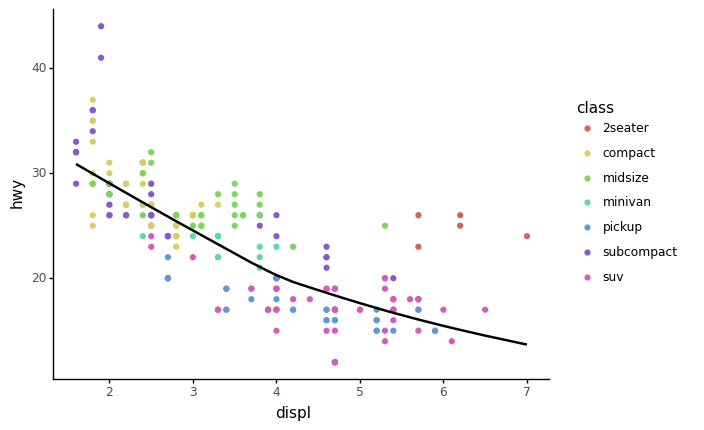 hwy
40
30
20
2
3
4
5
6
7
displ
class
2seater
compact
midsize
minivan
pickup
subcompact
suv